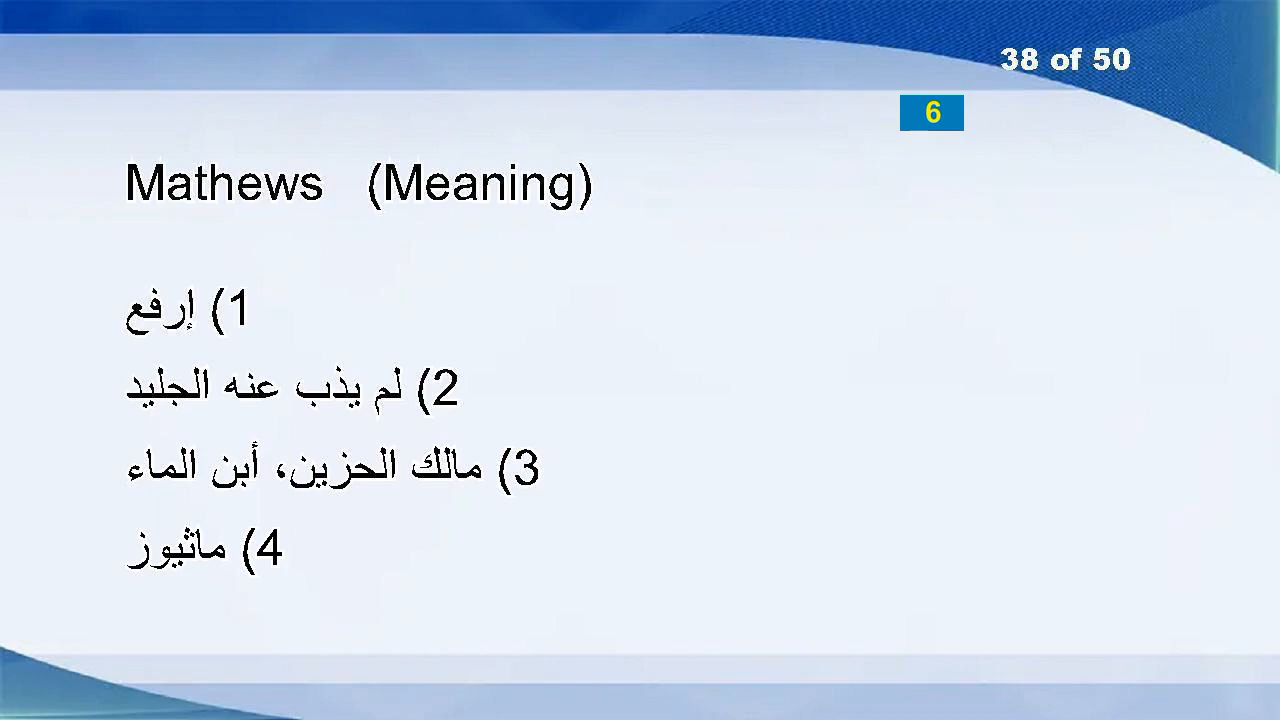 38 of 50
6
Mathews (Meaning)
1) إرفع
2) لم يذب عنه الجليد
3) مالك الحزين، أبن الماء
4) ماثيوز